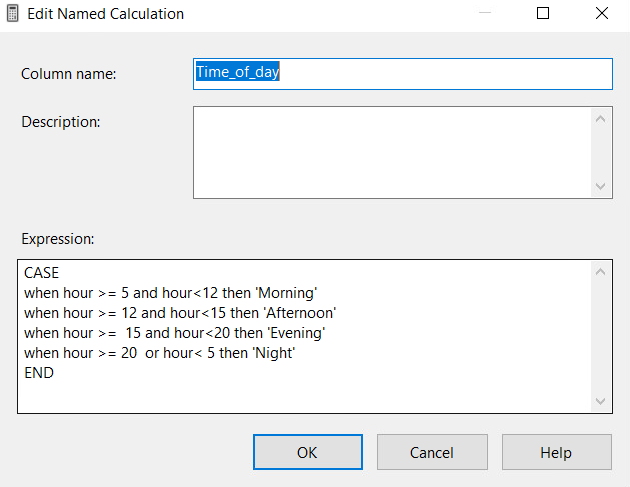 Edit Named Calculation
Column name:
Time_of_day
Description:
Expression:
CASE
when hour >= 5 and hour<12 then 'Morning'
when hour >= 12 and hour<15 then 'Afternoon'
when hour >=  15 and hour<20 then 'Evening'
when hour >= 20  or hour< 5 then 'Night'
END
OK
Cancel
Help